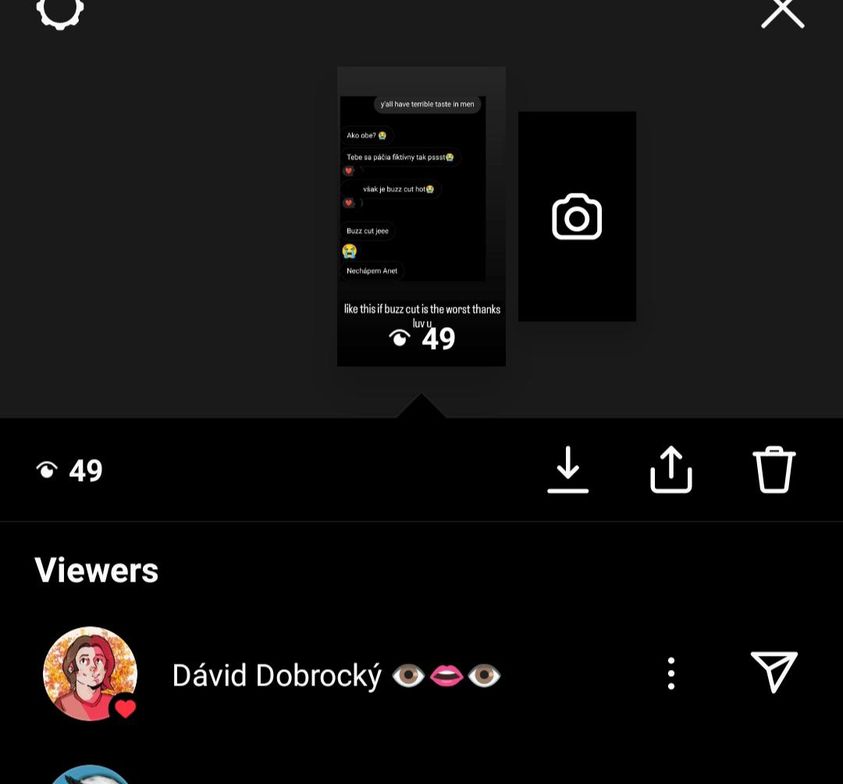 y'all have terrible taste in men
Ako obe? 😭
Tebe sa páčia fiktívny tak pssst😭
však je buzz cut hot😭
Buzz cut jeee
😭
Nechápem Anet
like this if buzz cut is the worst thanks
luv u
49
49
Viewers
Dávid Dobrocký 👁️👄👁️